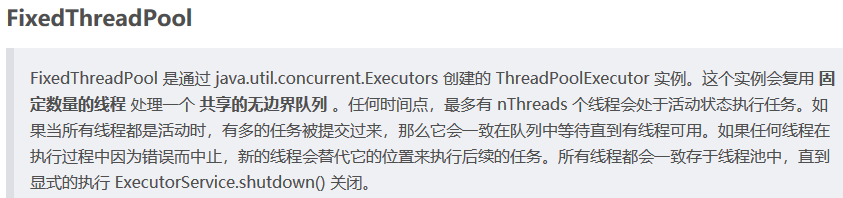 FixedThreadPool
FixedThreadPool 是通过 java.util.concurrent.Executors 创建的 ThreadPoolExecutor 实例。这个实例会复用 固
定数量的线程 处理一个 共享的无边界队列 。任何时间点，最多有 nThreads 个线程会处于活动状态执行任务。如
果当所有线程都是活动时，有多的任务被提交过来，那么它会一致在队列中等待直到有线程可用。如果任何线程在
执行过程中因为错误而中止，新的线程会替代它的位置来执行后续的任务。所有线程都会一致存于线程池中，直到
显式的执行 ExecutorService.shutdown() 关闭。